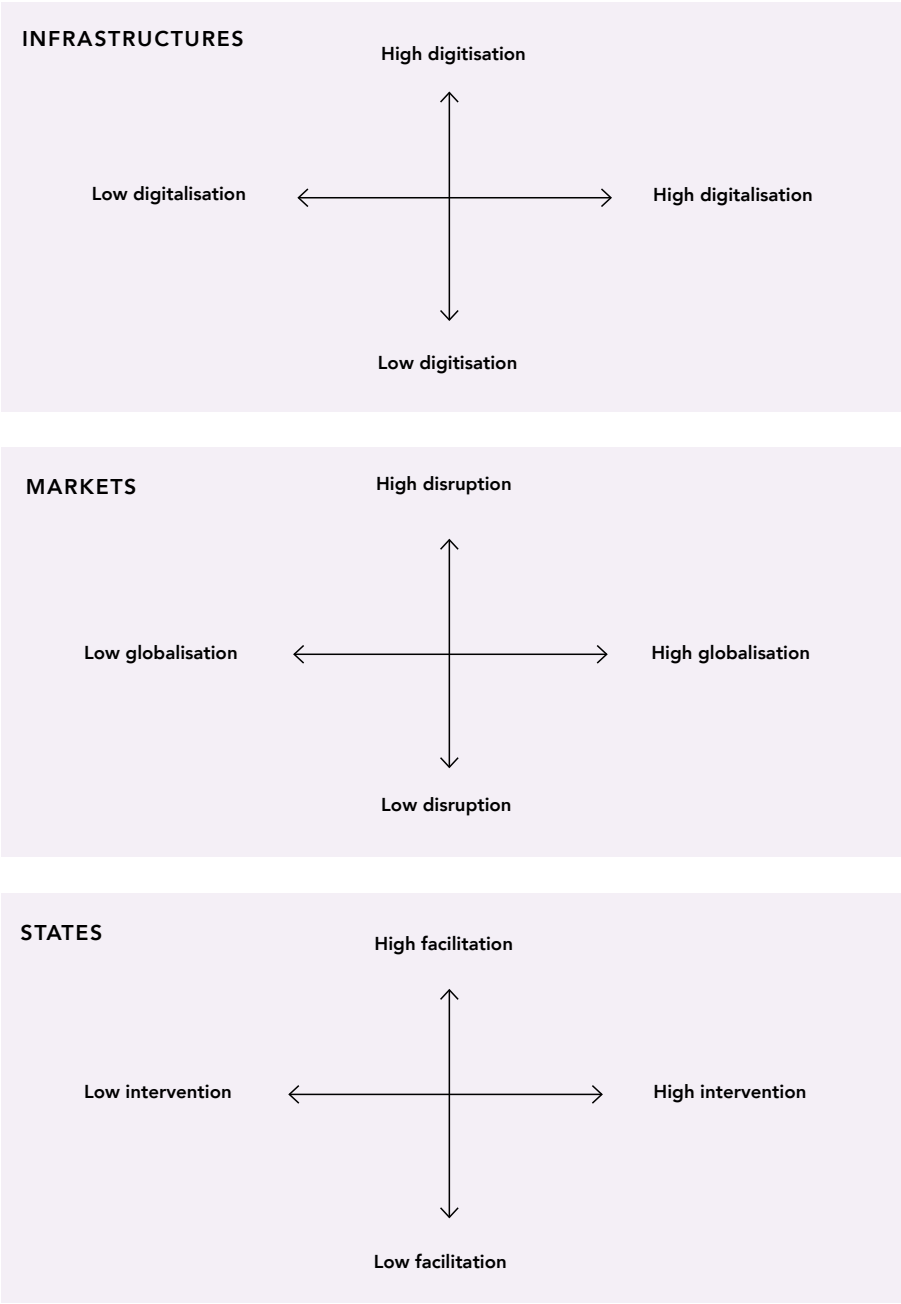 INFRASTRUCTURES
High digitisation
Low digitalisation
High digitalisation
Low digitisation
MARKETS
High disruption
Low globalisation
High globalisation
Low disruption
STATES
High facilitation
Low intervention
High intervention
Low facilitation